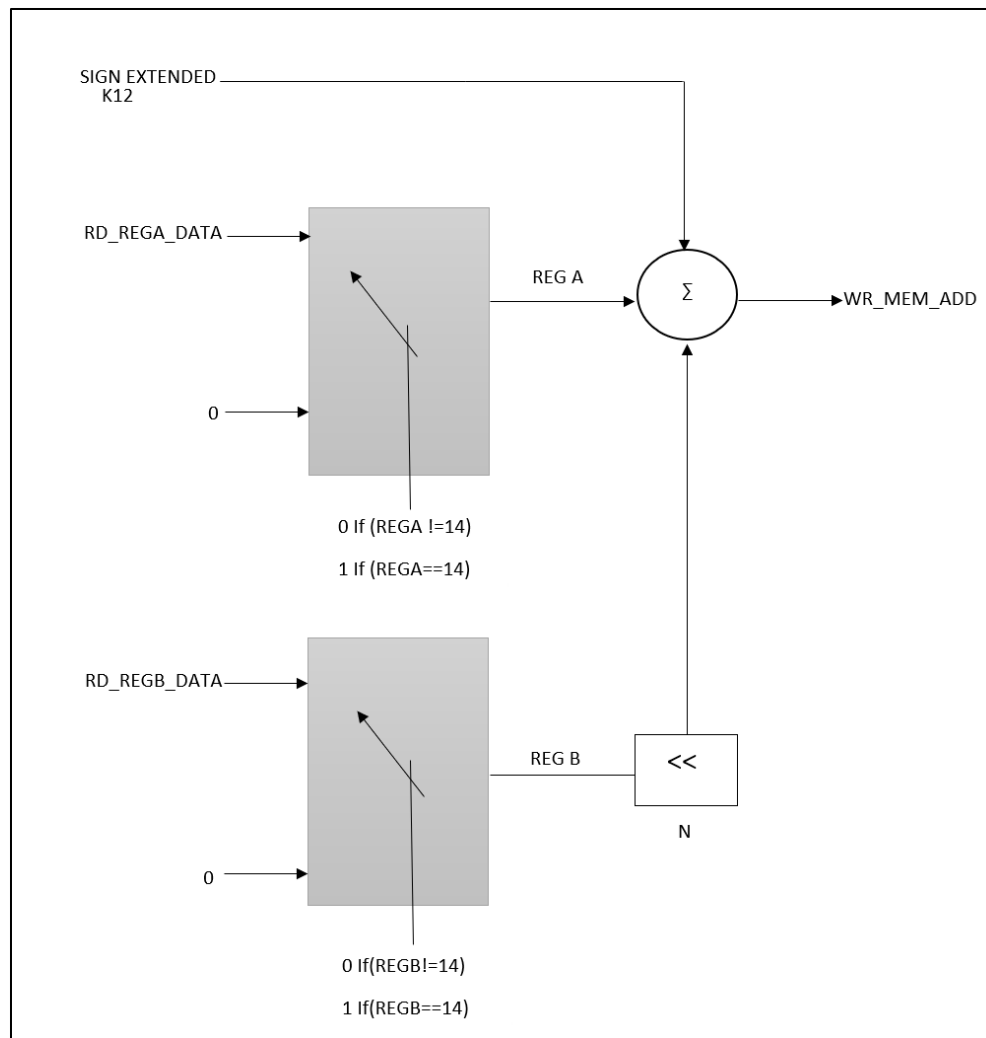 SIGN EXTENDED
K12
RD_REGA_DATA
REG A
Σ
WR_MEM_ADD
0
0 If (REGA !=14)
1 If (REGA==14)
RD_REGB_DATA
REG B
<<
N
0
0 If(REGB!=14)
1 If(REGB==14)